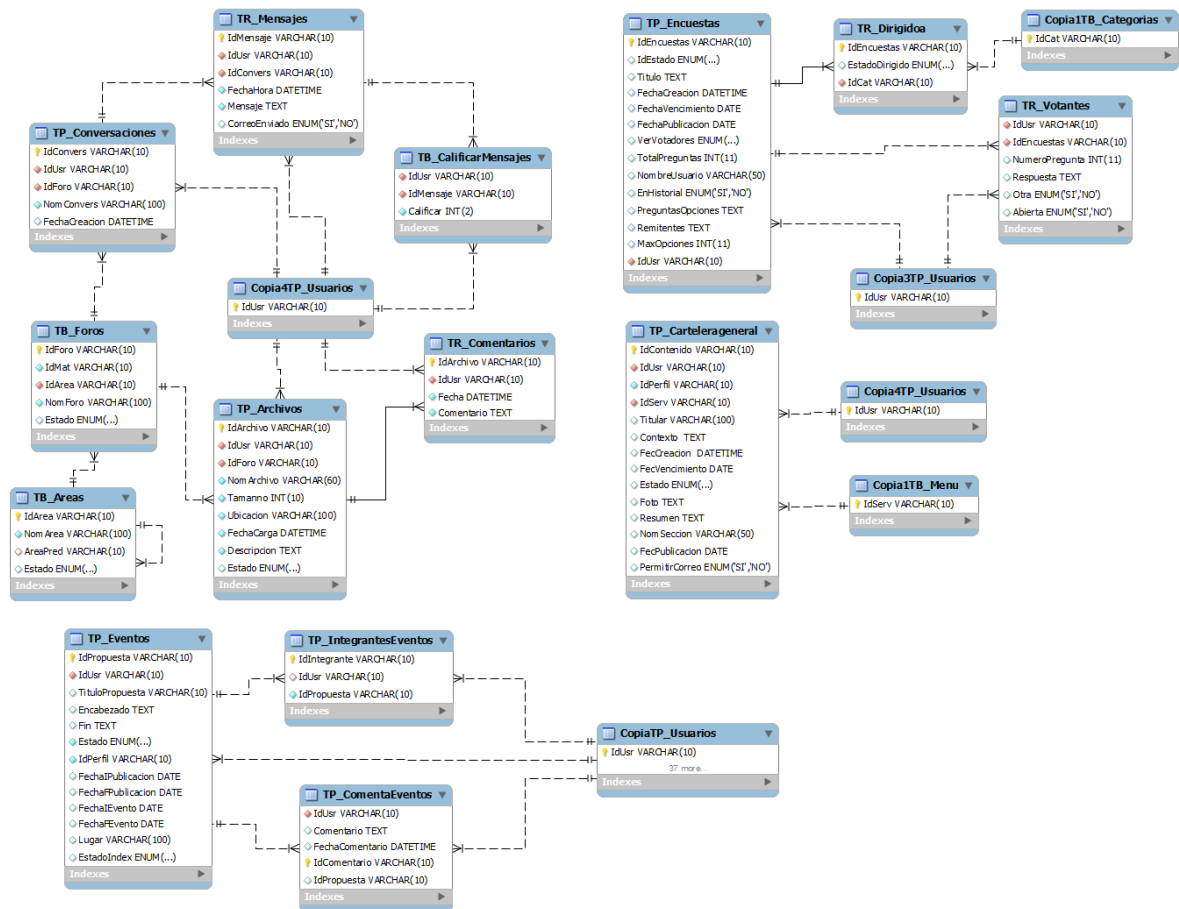 TR_Mensajes
IdMensaje VARCHAR(10)
IdUsr VARCHAR(10)
IdConvers VARCHAR(10)
FechaHora DATETIME
Mensaje TEXT
CorreoEnviado ENUM('SI','NO')
Indexes
TP_Conversaciones
IdConvers VARCHAR(10)
IdUsr VARCHAR(10)
IdForo VARCHAR(10)
NomConvers VARCHAR(100)
FechaCreacion DATETIME
Indexes
TB_CalificarMensajes
IdUsr VARCHAR(10)
IdMensaje VARCHAR(10)
Calificar INT(2)
Indexes
Copia4TP_Usuarios
IdUsr VARCHAR(10)
Indexes
TB_Foros
IdForo VARCHAR(10)
IdMat VARCHAR(10)
IdArea VARCHAR(10)
NomForo VARCHAR(100)
Estado ENUM(...)
Indexes
TR_Comentarios
IdArchivo VARCHAR(10)
IdUsr VARCHAR(10)
Fecha DATETIME
Comentario TEXT
Indexes
TP_Archivos
IdArchivo VARCHAR(10)
IdUsr VARCHAR(10)
IdForo VARCHAR(10)
NomArchivo VARCHAR(60)
Tamanno INT(10)
Ubicacion VARCHAR(100)
FechaCarga DATETIME
Descripcion TEXT
Estado ENUM(...)
Indexes
TB_Areas
IdArea VARCHAR(10)
NomArea VARCHAR(100)
AreaPred VARCHAR(10)
Estado ENUM(...)
Indexes
TP_Encuestas
IdEncuestas VARCHAR(10)
IdEstado ENUM(...)
Titulo TEXT
FechaCreacion DATETIME
FechaVencimiento DATE
FechaPublicacion DATE
VerVotadores ENUM(...)
TotalPreguntas INT(11)
NombreUsuario VARCHAR(50)
EnHistorial ENUM('SI','NO')
PreguntasOpciones TEXT
Remitentes TEXT
MaxOpciones INT(11)
IdUsr VARCHAR(10)
Indexes
TR_Dirigidoa
IdEncuestas VARCHAR(10)
EstadoDirigido ENUM(...)
IdCat VARCHAR(10)
Indexes
Copia1TB_Categorias
IdCat VARCHAR(10)
Indexes
TR_Votantes
IdUsr VARCHAR(10)
IdEncuestas VARCHAR(10)
NumeroPregunta INT(11)
Respuesta TEXT
Otra ENUM('SI','NO')
Abierta ENUM('SI','NO')
Indexes
Copia3TP_Usuarios
IdUsr VARCHAR(10)
Indexes
TP_Cartelerageneral
IdContenido VARCHAR(10)
IdUsr VARCHAR(10)
IdPerfil VARCHAR(10)
IdServ VARCHAR(10)
Titular VARCHAR(100)
Contexto TEXT
FecCreacion DATETIME
FecVencimiento DATE
Estado ENUM(...)
Foto TEXT
Resumen TEXT
NomSeccion VARCHAR(50)
FecPublicacion DATE
PermitirCorreo ENUM('SI','NO')
Indexes
Copia4TP_Usuarios
IdUsr VARCHAR(10)
Indexes
Copia1TB_Menu
IdServ VARCHAR(10)
Indexes
TP_Eventos
IdPropuesta VARCHAR(10)
IdUsr VARCHAR(10)
TituloPropuesta VARCHAR(10)
Encabezado TEXT
Fin TEXT
Estado ENUM(...)
IdPerfil VARCHAR(10)
FechaIPublicacion DATE
FechaFPublicacion DATE
FechaIEvento DATE
FechaFEvento DATE
Lugar VARCHAR(100)
EstadoIndex ENUM(...)
Indexes
TP_IntegrantesEventos
IdIntegrante VARCHAR(10)
IdUsr VARCHAR(10)
IdPropuesta VARCHAR(10)
Indexes
CopiaTP_Usuarios
IdUsr VARCHAR(10)
37 more...
Indexes
TP_ComentaEventos
IdUsr VARCHAR(10)
Comentario TEXT
FechaComentario DATETIME
IdComentario VARCHAR(10)
IdPropuesta VARCHAR(10)
Indexes